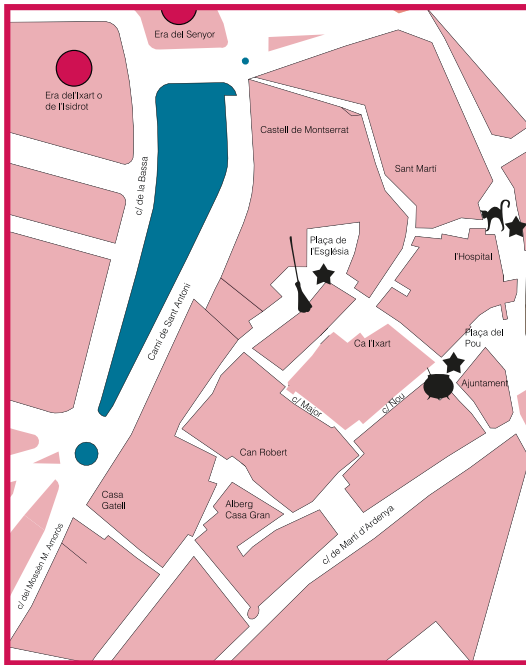 Era del Senyor
Era del'Ixart o
de l'Isidrot
Castell de Montserrat
Sant Martí
c/ de la Bassa
Plaça de
l'Església
l'Hospital
Camí de Sant Antoni
Plaça del
Pou
Ca l'Ixart
Ajuntament
c/ Major
c/ Nou
Can Robert
Casa
Gatell
Alberg
Casa Gran
c/ de Martí d'Ardenya
c/ del Mossèn M. Amorós